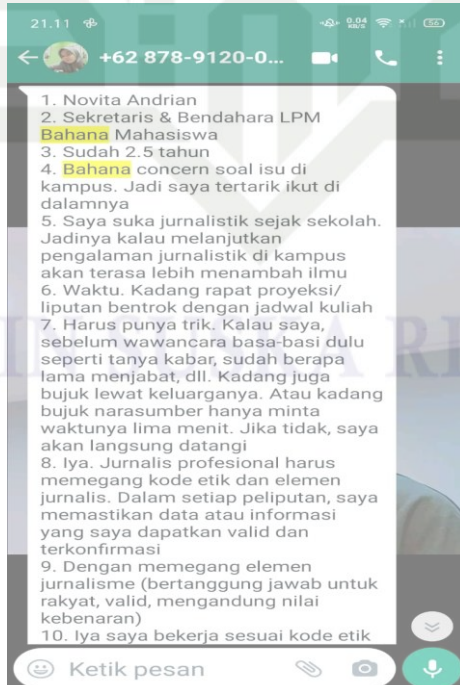 21.11
0.04
KB/S
56
+62 878-9120-0...
1. Novita Andrian
2. Sekretaris & Bendahara LPM
Bahana Mahasiswa
3. Sudah 2.5 tahun
4. Bahana concern soal isu di
kampus. Jadi saya tertarik ikut di
dalamnya
5. Saya suka jurnalistik sejak sekolah.
Jadinya kalau melanjutkan
pengalaman jurnalistik di kampus
akan terasa lebih menambah ilmu
6. Waktu. Kadang rapat proyeksi/
liputan bentrok dengan jadwal kuliah
7. Harus punya trik. Kalau saya,
sebelum wawancara basa-basi dulu
seperti tanya kabar, sudah berapa
lama menjabat, dll. Kadang juga
bujuk lewat keluarganya. Atau kadang
bujuk narasumber hanya minta
waktunya lima menit. Jika tidak, saya
akan langsung datangi
8. Iya. Jurnalis profesional harus
memegang kode etik dan elemen
jurnalis. Dalam setiap peliputan, saya
memastikan data atau informasi
yang saya dapatkan valid dan
terkonfirmasi
9. Dengan memegang elemen
jurnalisme (bertanggung jawab untuk
rakyat, valid, mengandung nilai
kebenaran)
10. Iya saya bekerja sesuai kode etik
Ketik pesan